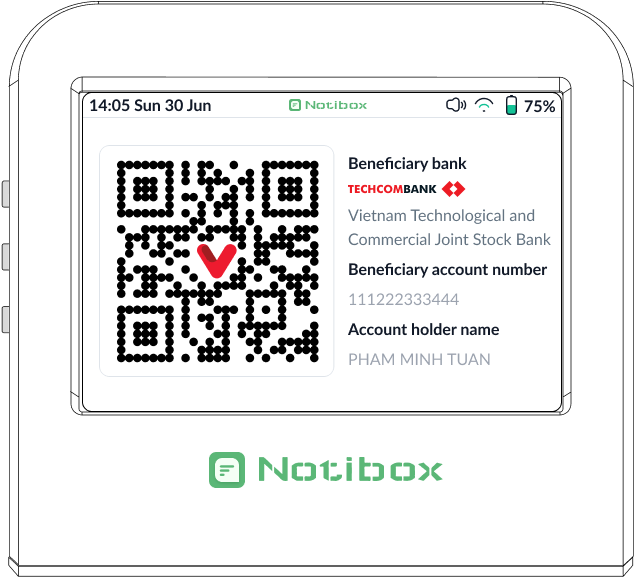 14:05 Sun 30 Jun
Notibox
75%
Beneficiary bank
TECHCOMBANK
Vietnam Technological and
Commercial Joint Stock Bank
Beneficiary account number
111222333444
Account holder name
PHAM MINH TUAN
Notibox